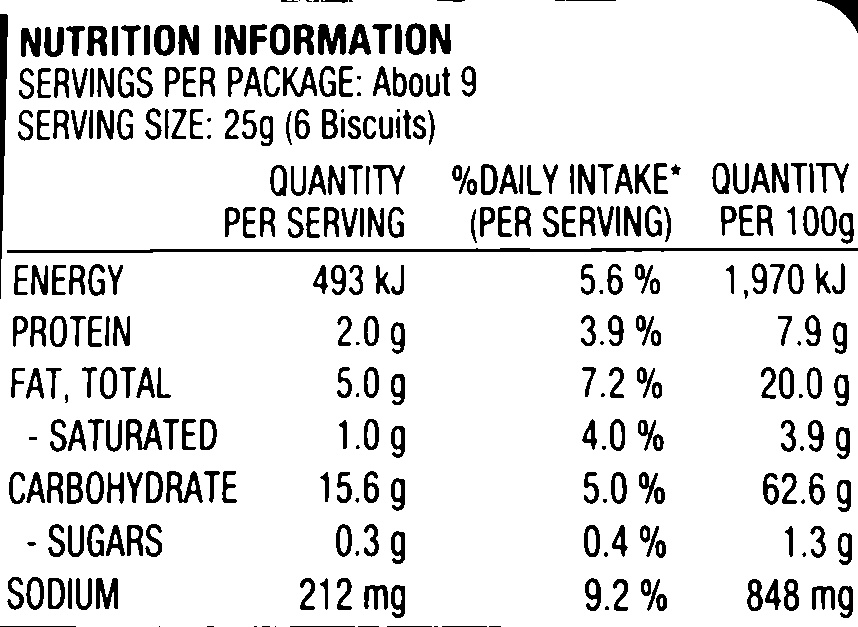 NUTRITION INFORMATION
SERVINGS PER PACKAGE: About 9
SERVING SIZE: 25g (6 Biscuits)
QUANTITY %DAILY INTAKE* QUANTITY
PER SERVING (PER SERVING) PER 100g
ENERGY 493 kJ 5.6 % 1,970 kJ
PROTEIN 2.0 g 3.9 % 7.9 g
FAT, TOTAL 5.0 g 7.2 % 20.0 g
- SATURATED 1.0 g 4.0 % 3.9 g
CARBOHYDRATE 15.6 g 5.0 % 62.6 g
- SUGARS 0.3 g 0.4 % 1.3 g
SODIUM 212 mg 9.2 % 848 mg